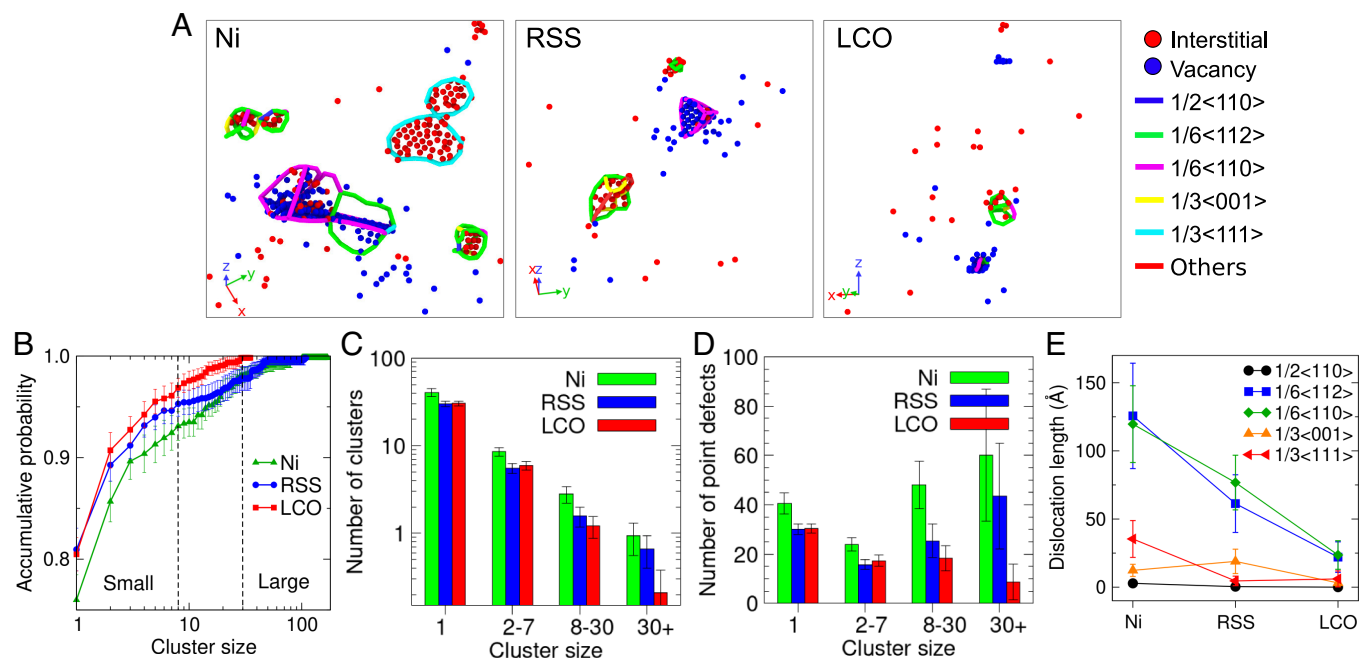 A
Ni
RSS
LCO
Interstitial
Vacancy
1/2<110>
1/6<112>
1/6<110>
1/3<001>
1/3<111>
Others
z
y
x
x
z
y
z
x
y
B
Accumulative probability
1.0
0.9
0.8
Ni
RSS
LCO
Small
Large
1
10
100
Cluster size
C
Number of clusters
100
10
1
Ni
RSS
LCO
1
2-7
8-30
30+
Cluster size
D
Number of point defects
100
80
60
40
20
0
Ni
RSS
LCO
1
2-7
8-30
30+
Cluster size
E
Dislocation length (Å)
150
125
100
75
50
25
0
1/2<110>
1/6<112>
1/6<110>
1/3<001>
1/3<111>
Ni
RSS
LCO